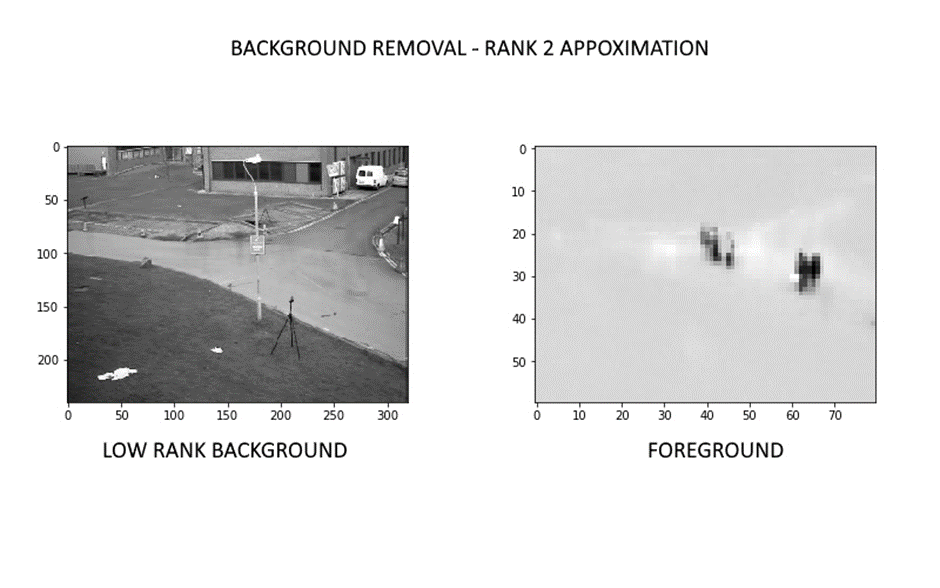 BACKGROUND REMOVAL - RANK 2 APPOXIMATION
0
50
100
150
200
0 50 100 150 200 250 300
LOW RANK BACKGROUND
0
10
20
30
40
50
0 10 20 30 40 50 60 70
FOREGROUND